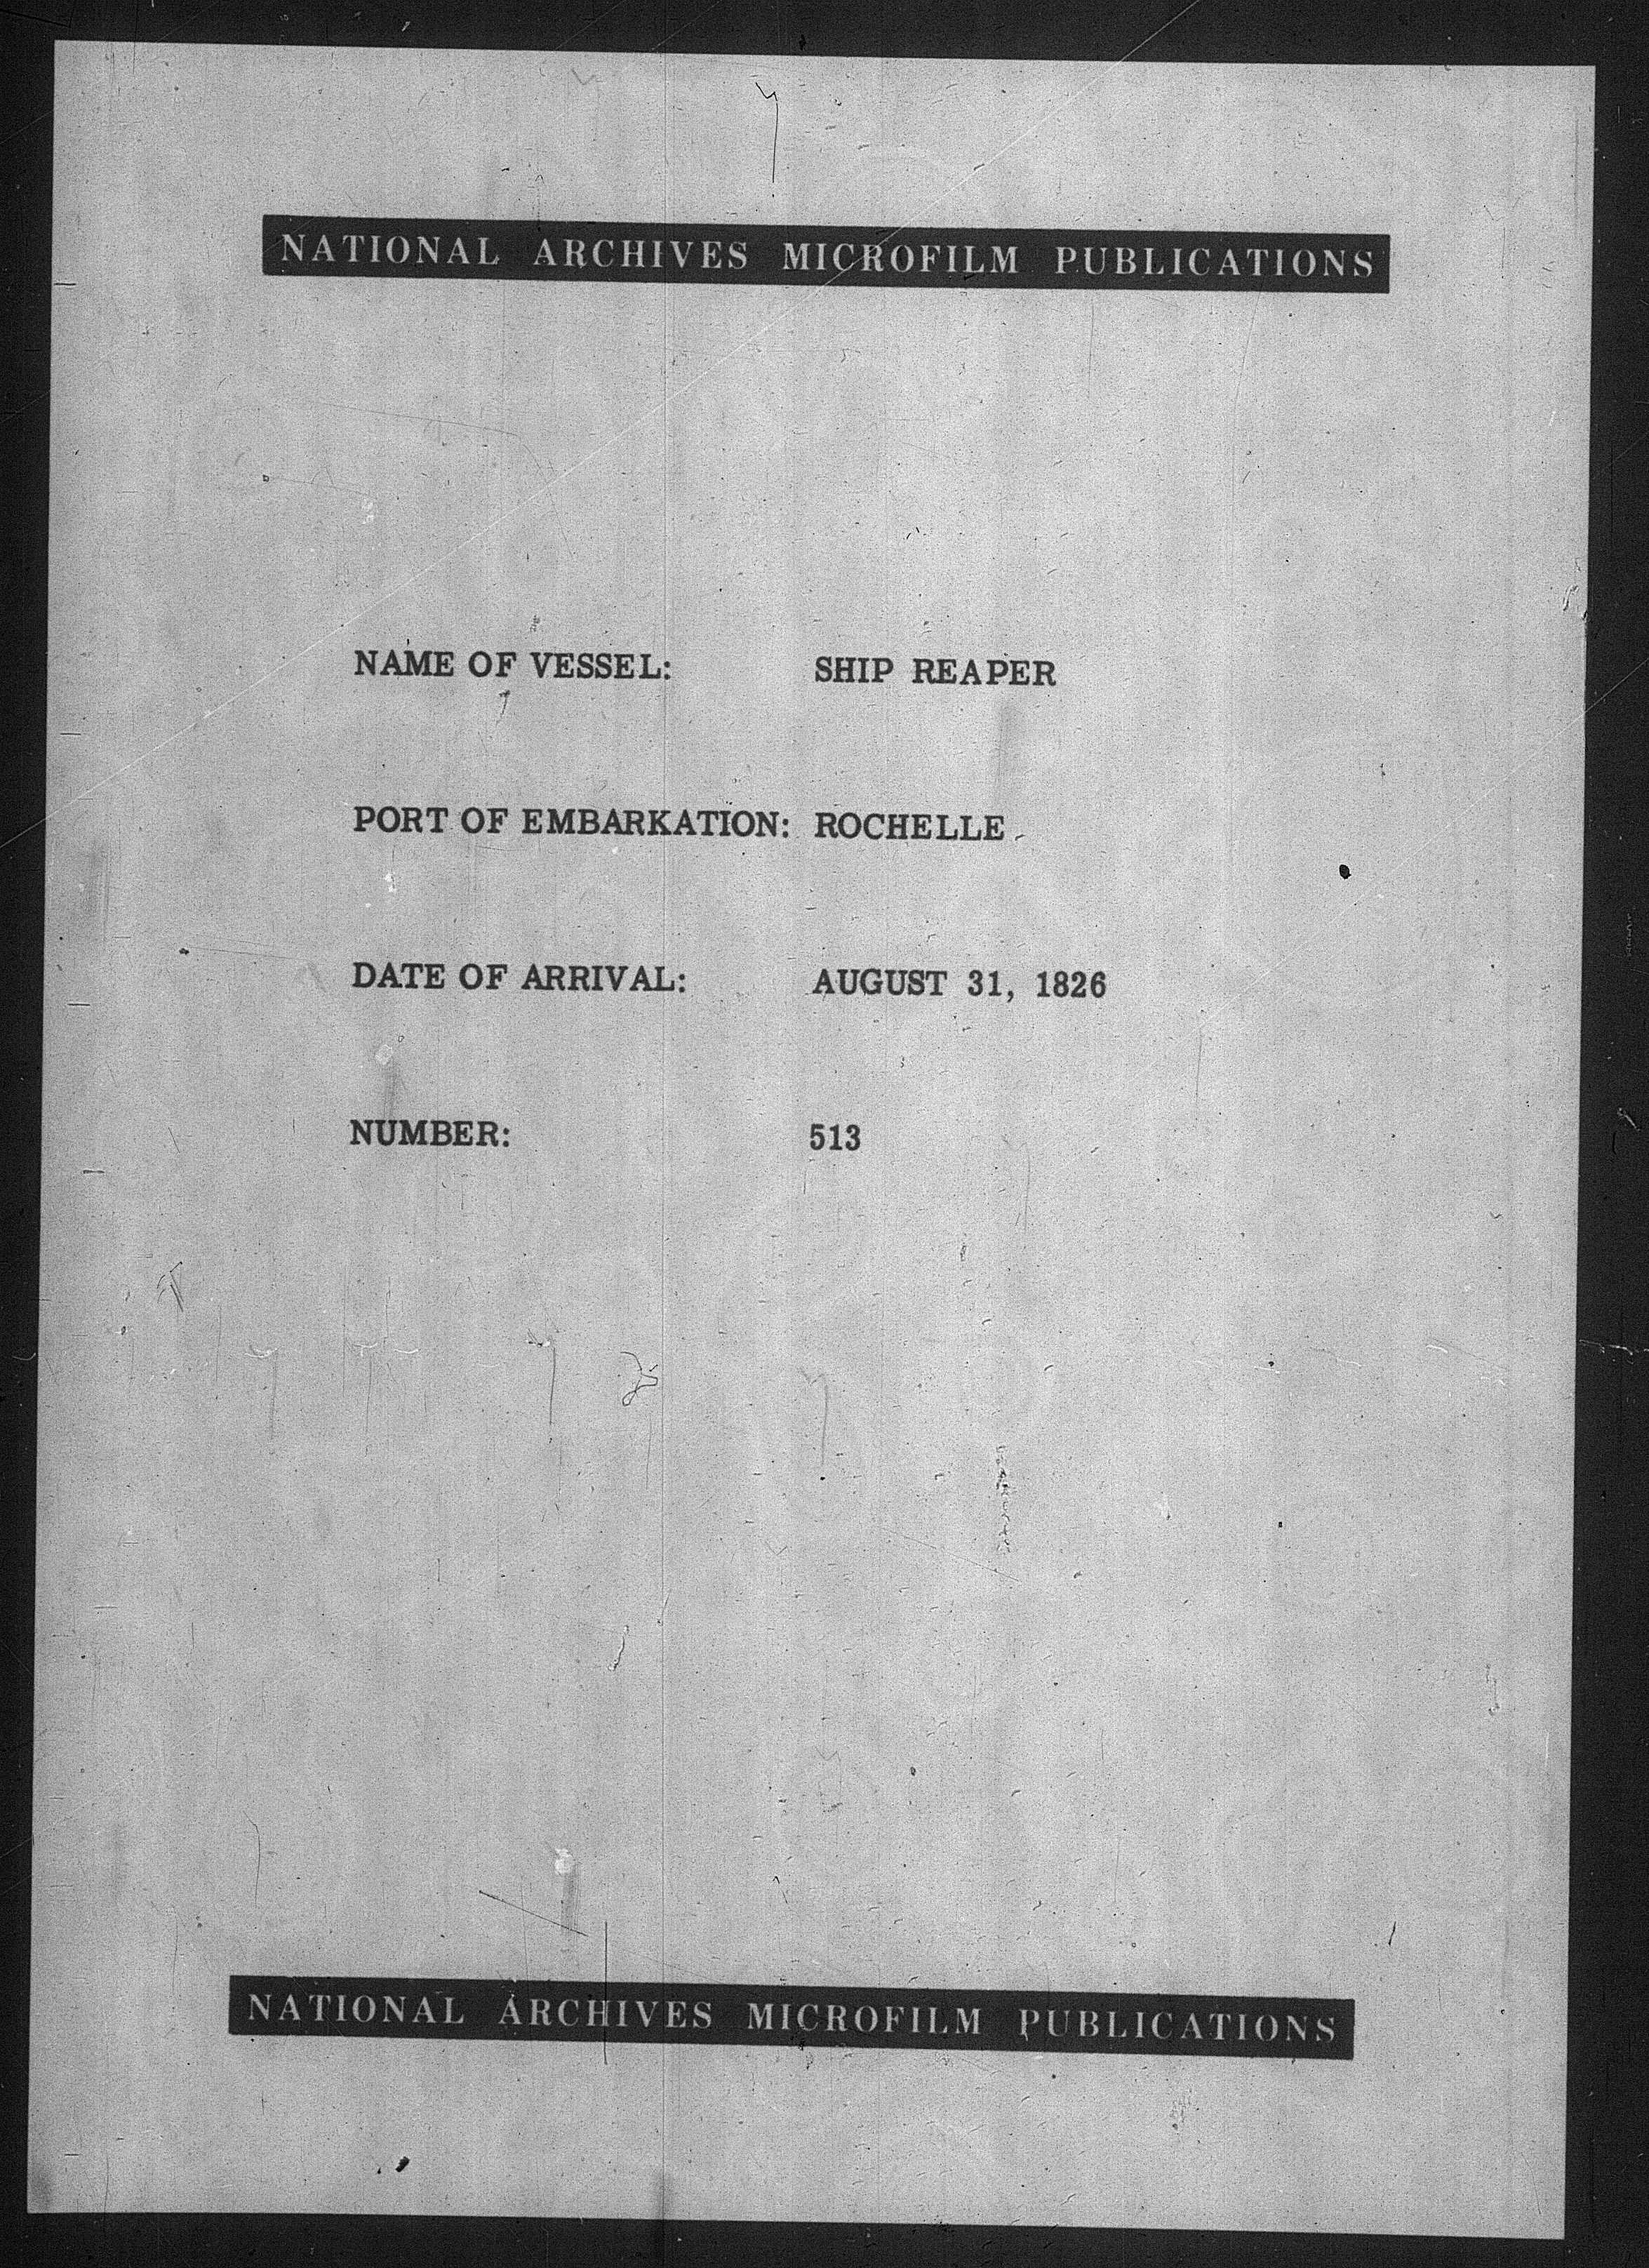 NATIONAL ARCHIVES MICROFILM PUBLICATIONS
NAME OF VESSEL: SHIP REAPER
PORT OF EMBARKATION: ROCHELLE
DATE OF ARRIVAL: AUGUST 31, 1826
NUMBER: 513
NATIONAL ARCHIVES MICROFILM PUBLICATIONS